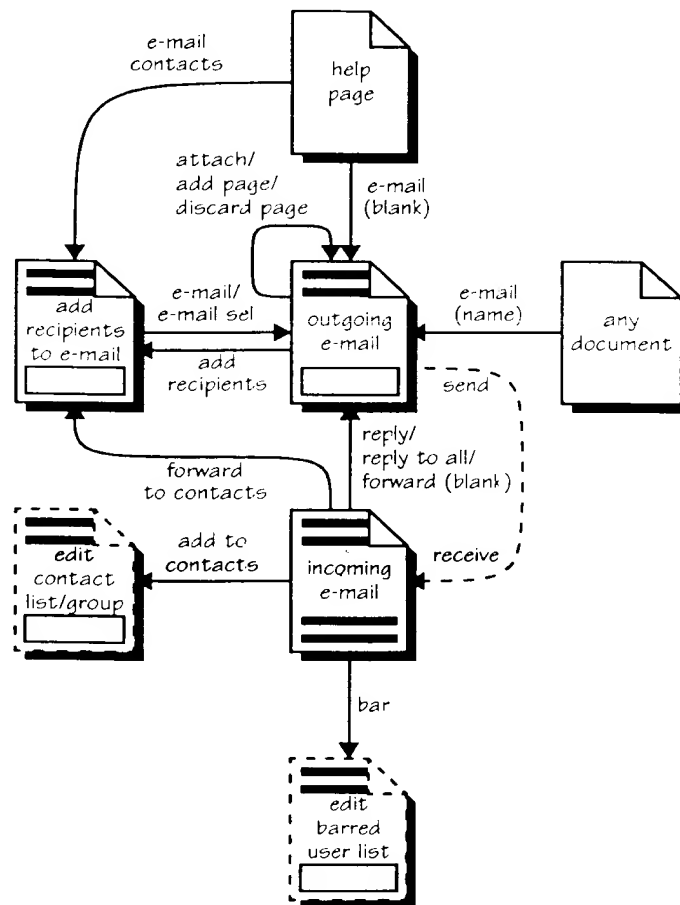 e-mail
contacts
help
page
attach/
add page/
discard page
e-mail
(blank)
add
recipients
to e-mail
e-mail/
e-mail sel
add
recipients
outgoing
e-mail
e-mail
(name)
any
document
send
reply/
reply to all/
forward (blank)
forward
to contacts
edit
contact
list/group
add to
contacts
incoming
e-mail
receive
bar
edit
barred
user list